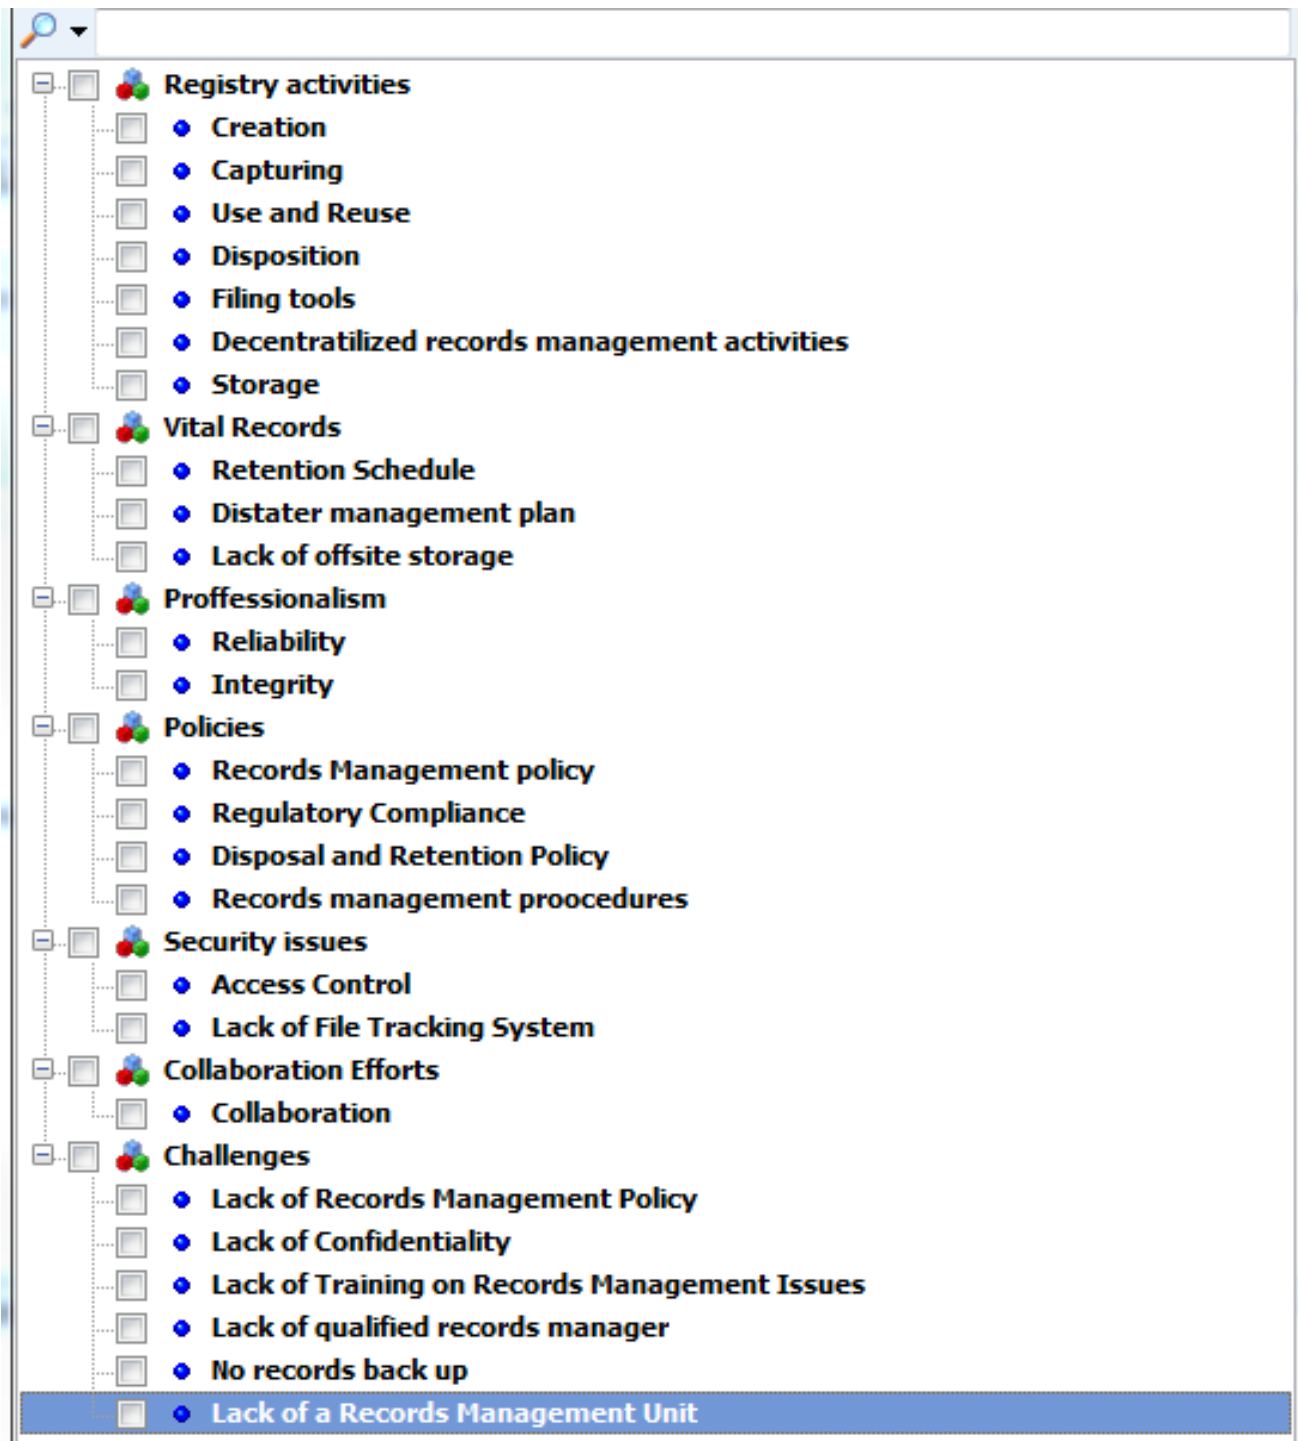 Registry activities
Creation
Capturing
Use and Reuse
Disposition
Filing tools
Decentratilized records management activities
Storage
Vital Records
Retention Schedule
Distater management plan
Lack of offsite storage
Proffessionalism
Reliability
Integrity
Policies
Records Management policy
Regulatory Compliance
Disposal and Retention Policy
Records management proocedures
Security issues
Access Control
Lack of File Tracking System
Collaboration Efforts
Collaboration
Challenges
Lack of Records Management Policy
Lack of Confidentiality
Lack of Training on Records Management Issues
Lack of qualified records manager
No records back up
Lack of a Records Management Unit